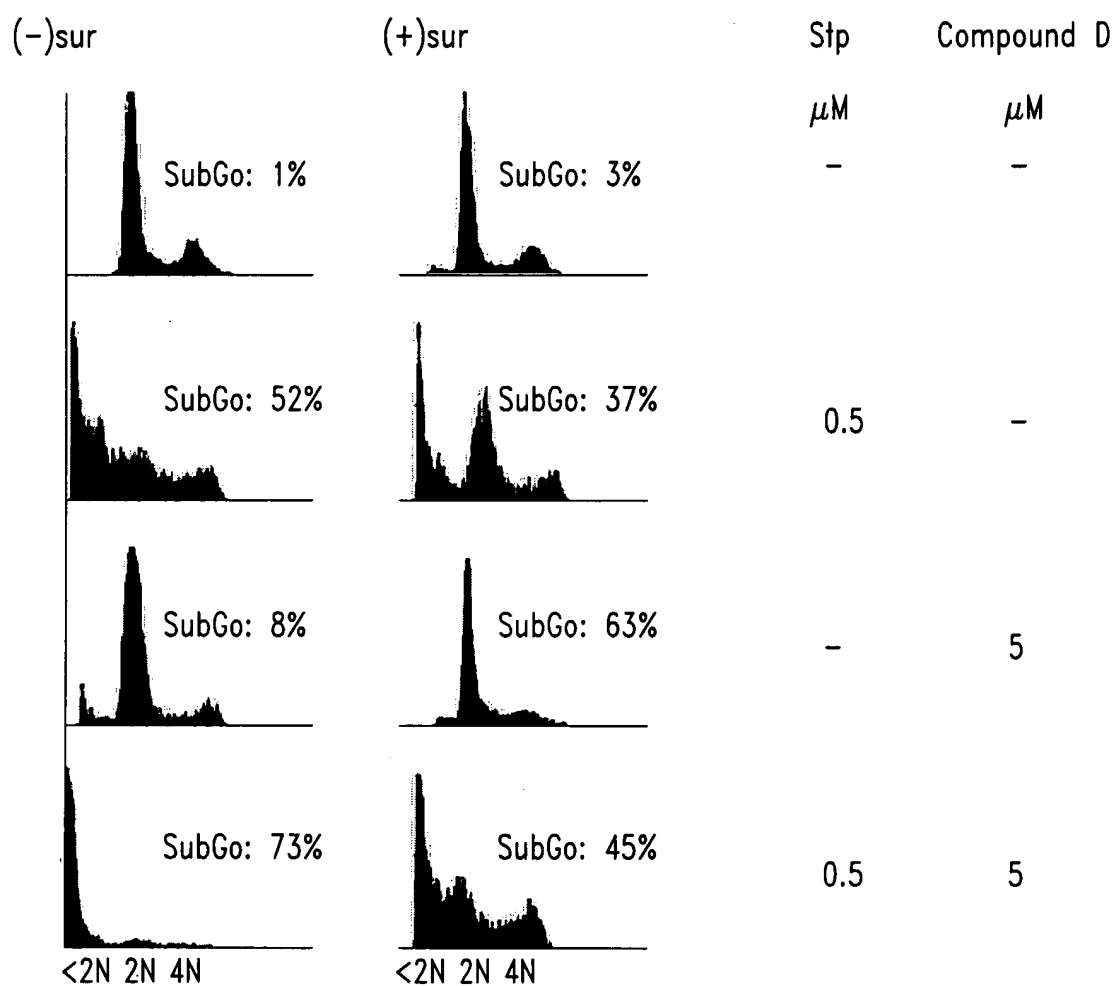 (-)sur (+)sur Stp Compound D
μM μM
SubGo: 1% SubGo: 3% - -
SubGo: 52% SubGo: 37% 0.5 -
SubGo: 8% SubGo: 63% - 5
SubGo: 73% SubGo: 45% 0.5 5
<2N 2N 4N <2N 2N 4N